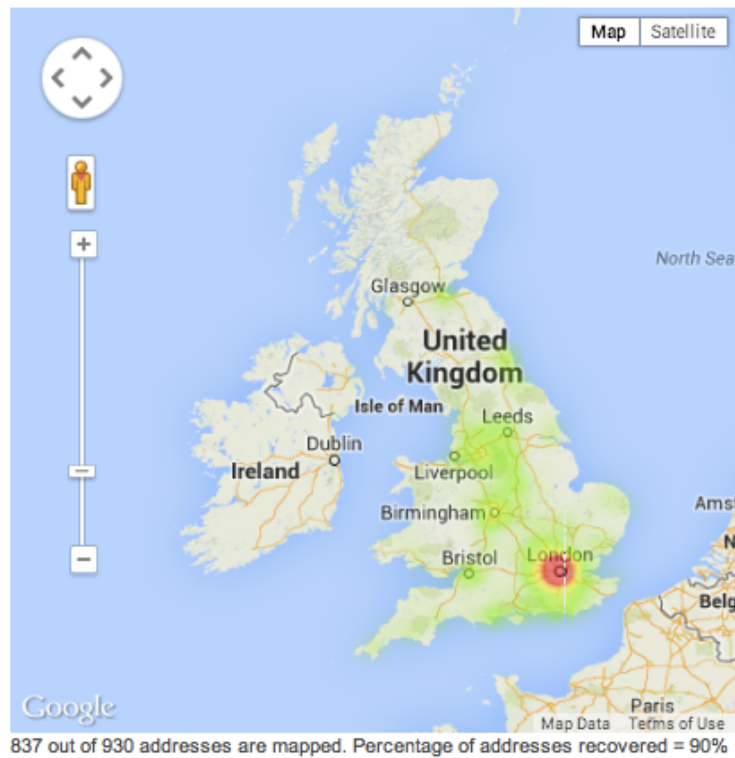 Map Satellite
North Sea
Glasgow
United
Kingdom
Isle of Man
Leeds
Dublin
Ireland
Liverpool
Birmingham
Amst
N
Bristol
London
Belg
Paris
Google
Map Data Terms of Use
837 out of 930 addresses are mapped. Percentage of addresses recovered = 90%